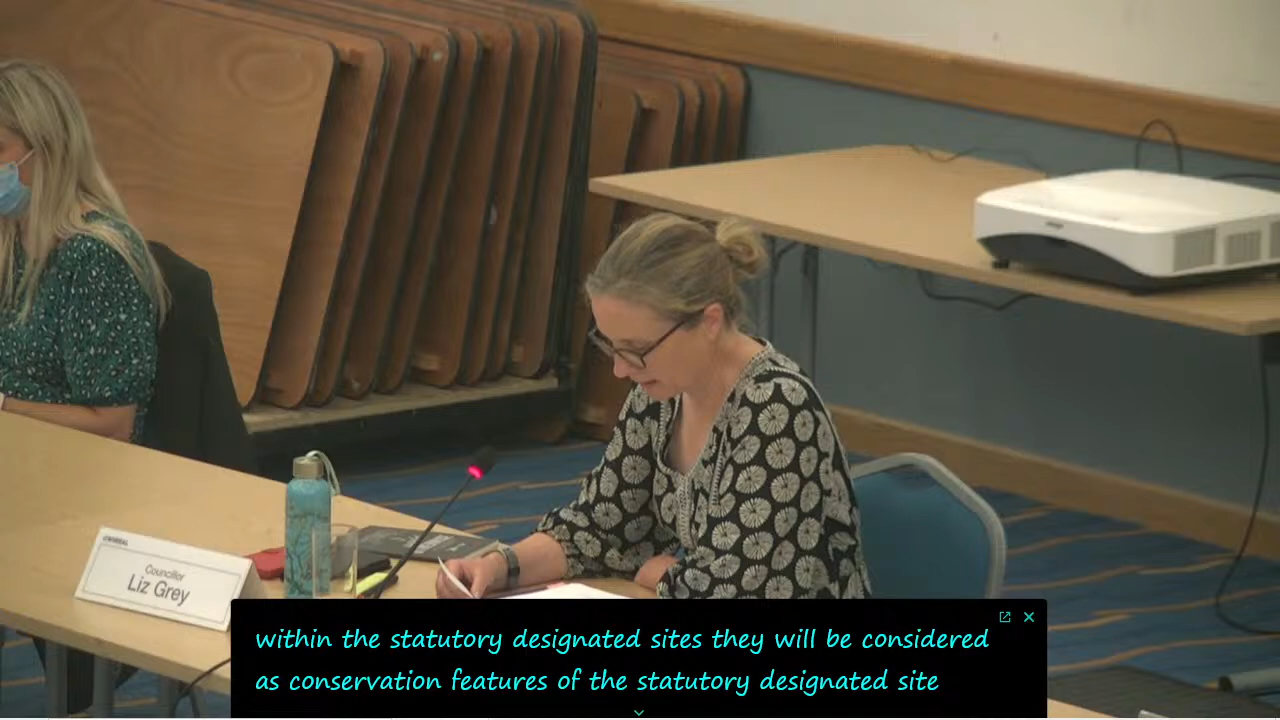 WIRRAL
Councillor
Liz Grey
within the statutory designated sites they will be considered
as conservation features of the statutory designated site